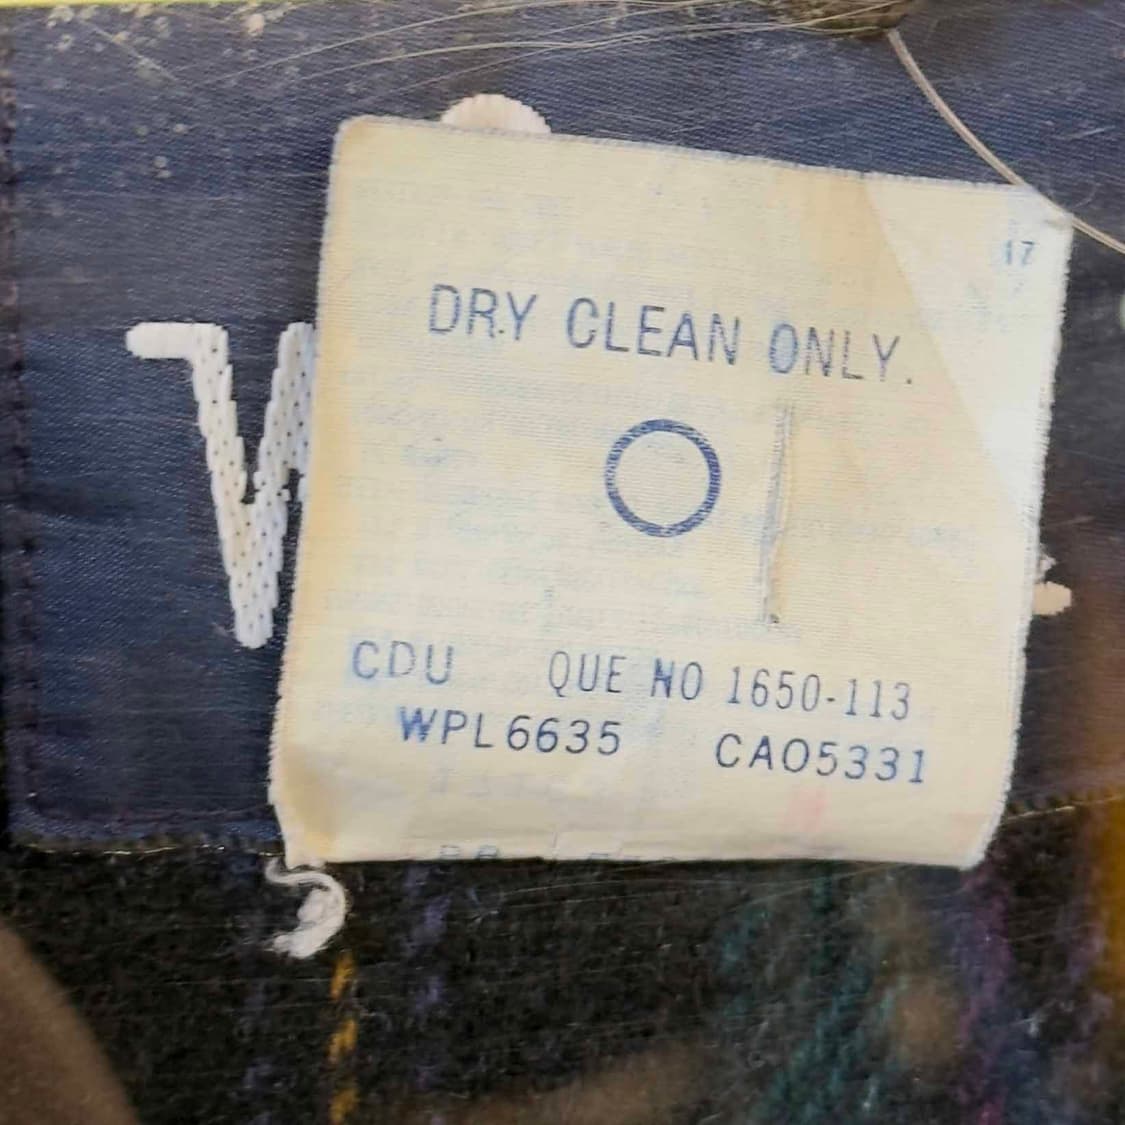 17
DRY CLEAN ONLY.
CDU QUE NO 1650-113
WPL6635 CA05331